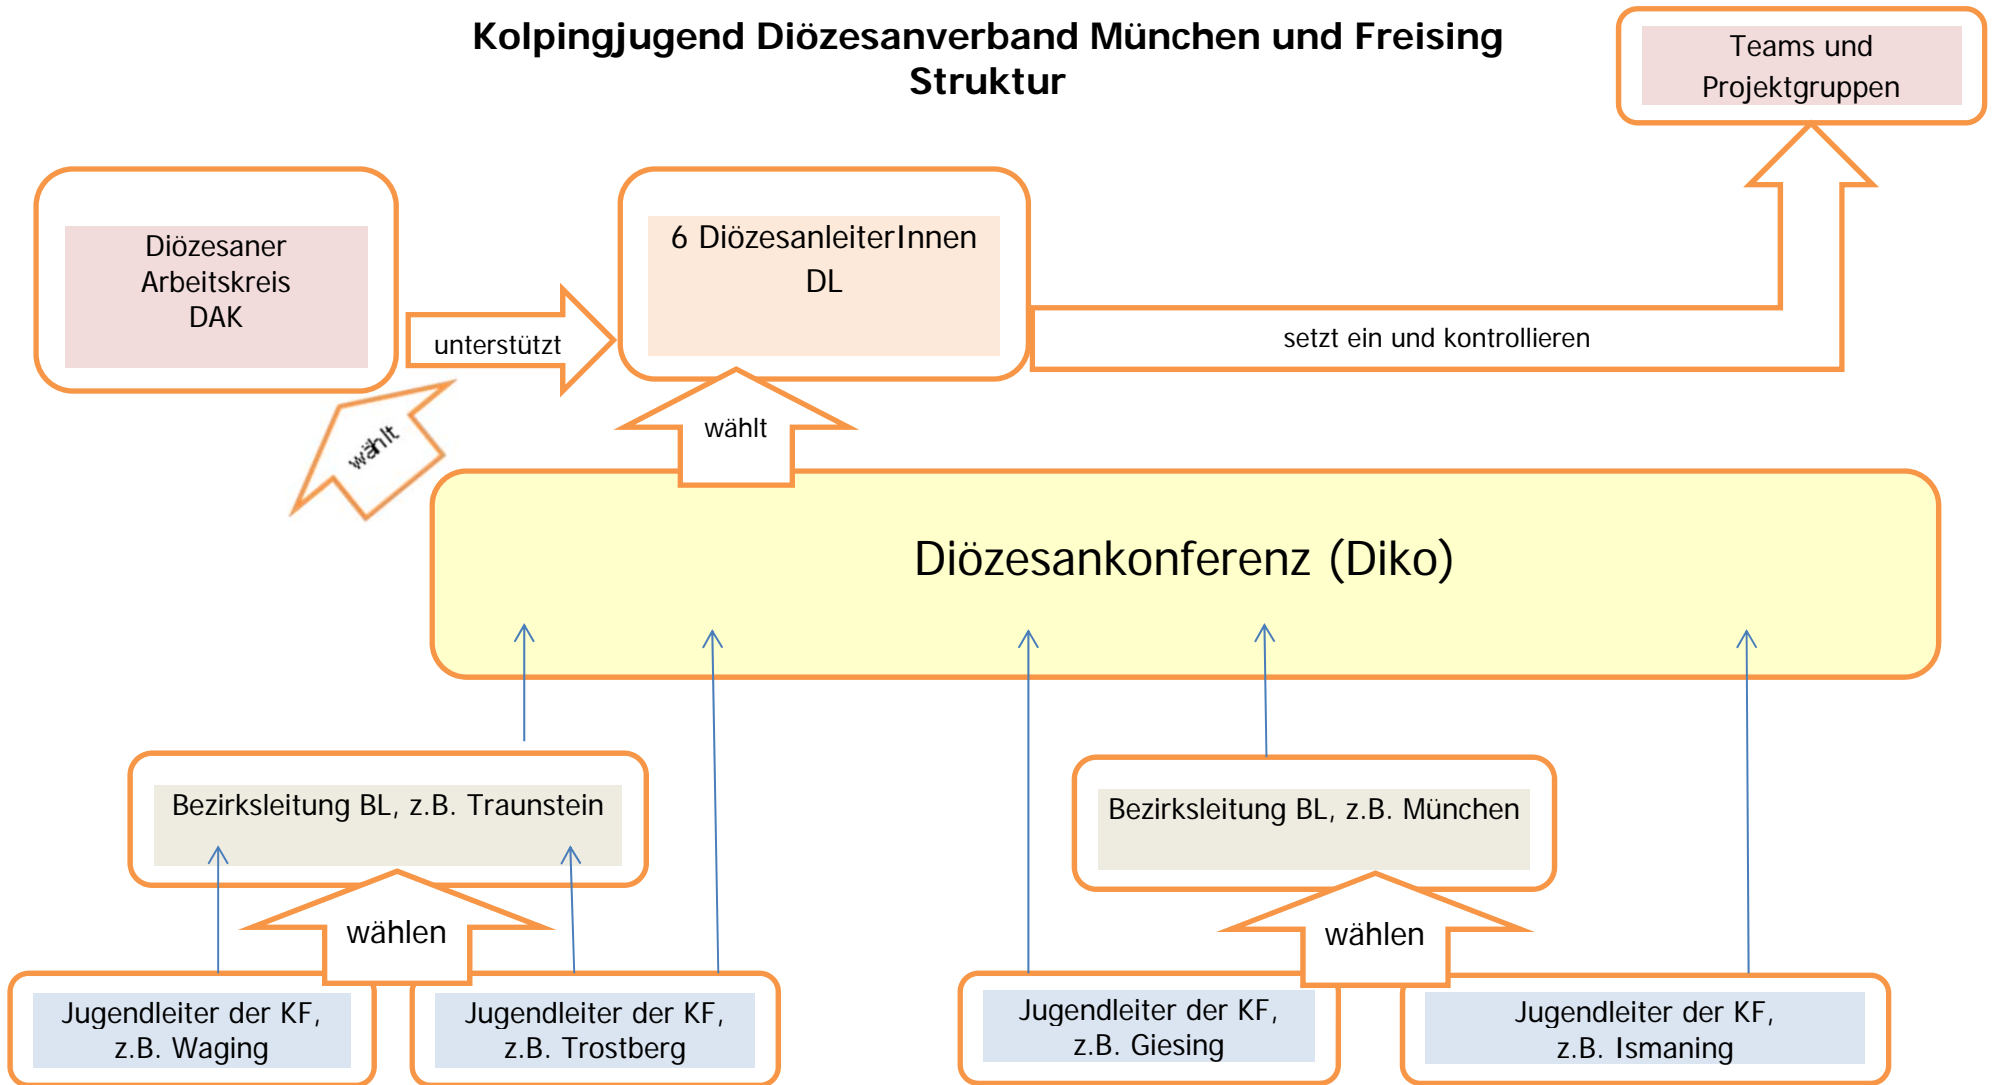 Kolpingjugend Diözesanverband München und Freising
Struktur
Teams und
Projektgruppen
Diözesaner
Arbeitskreis
DAK
6 DiözesanleiterInnen
DL
unterstützt
setzt ein und kontrollieren
wählt
wählt
Diözesankonferenz (Diko)
Bezirksleitung BL, z.B. Traunstein
Bezirksleitung BL, z.B. München
wählen
wählen
Jugendleiter der KF,
z.B. Waging
Jugendleiter der KF,
z.B. Trostberg
Jugendleiter der KF,
z.B. Giesing
Jugendleiter der KF,
z.B. Ismaning